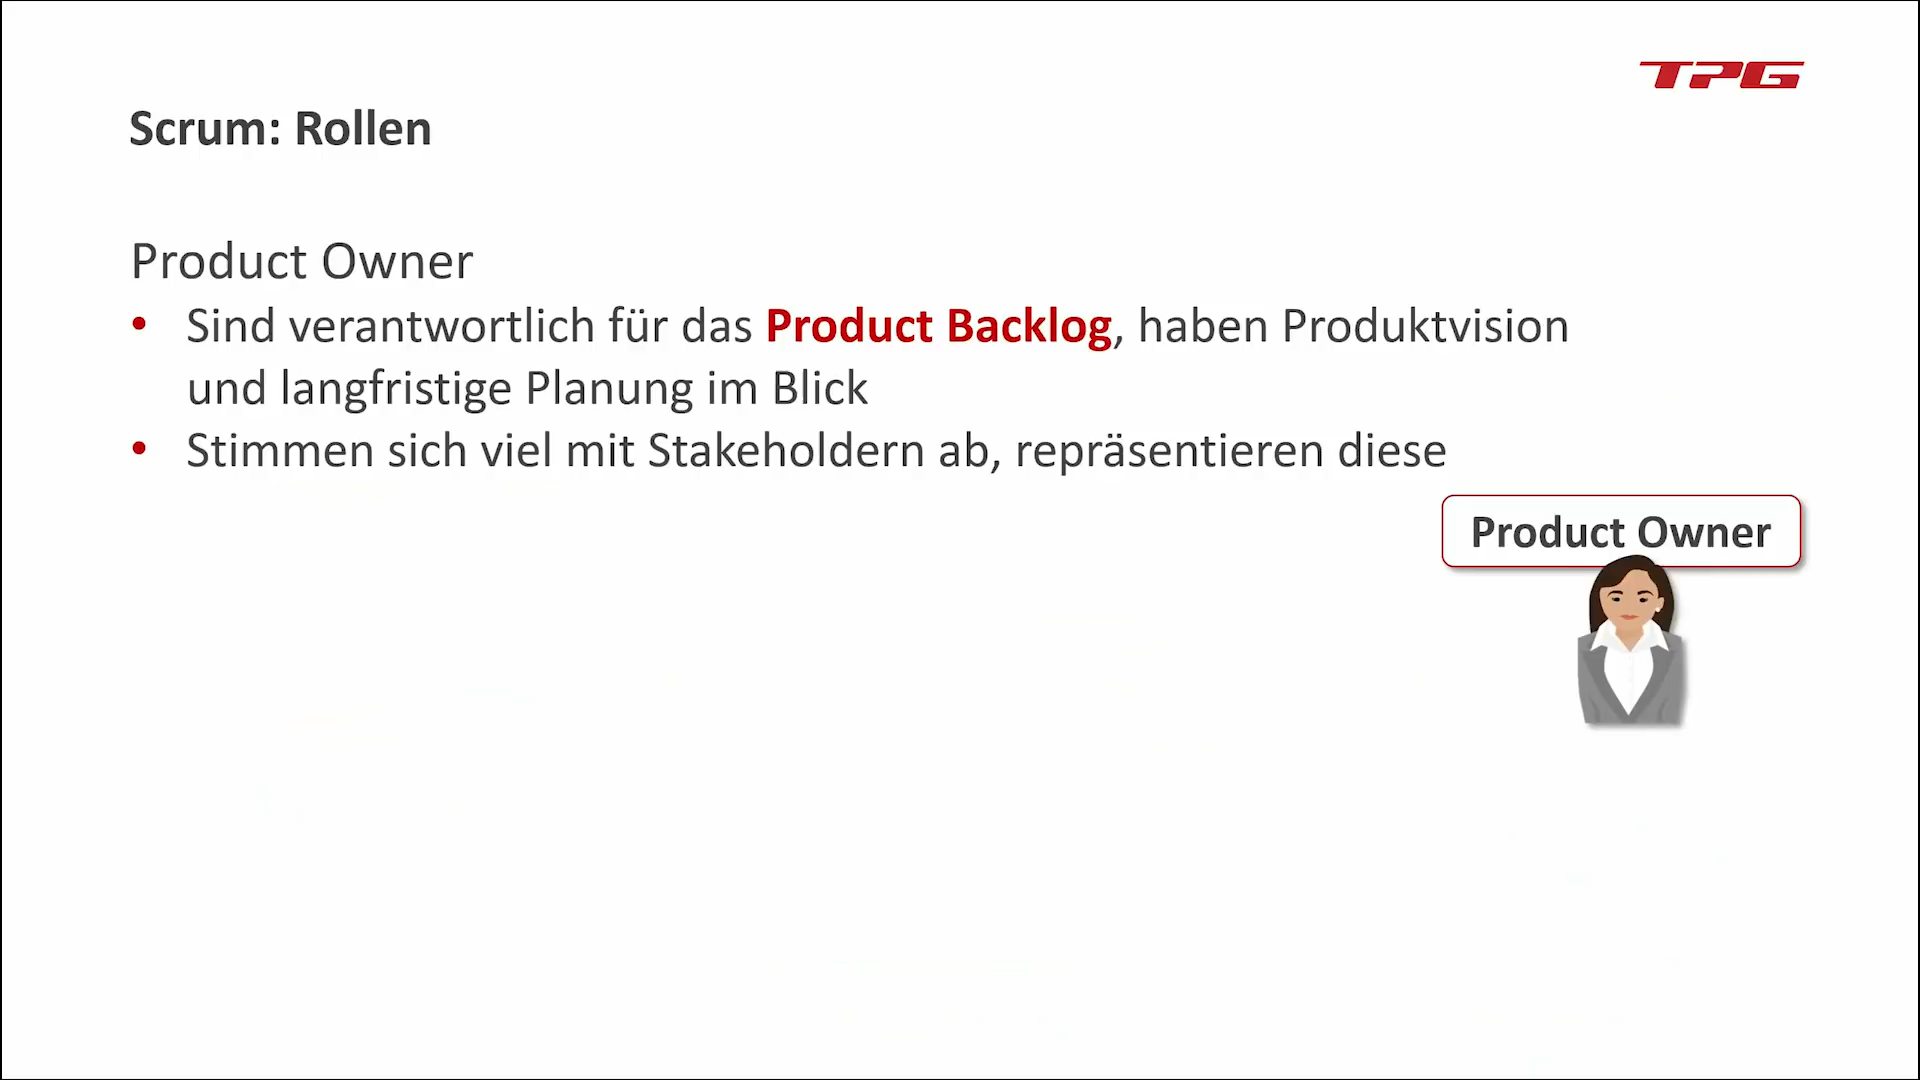 TPG
Scrum: Rollen
Product Owner
• Sind verantwortlich für das Product Backlog, haben Produktvision
und langfristige Planung im Blick
• Stimmen sich viel mit Stakeholdern ab, repräsentieren diese
Product Owner